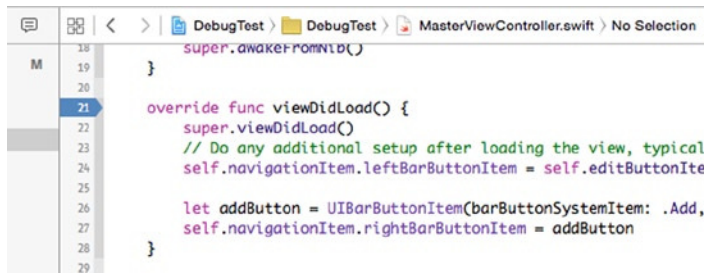 DebugTest DebugTest MasterViewController.swift No Selection
18 super.awakeFromNib()
M 19 }
20
21 override func viewDidLoad() {
22 super.viewDidLoad()
23 // Do any additional setup after loading the view, typical
24 self.navigationItem.leftBarButtonItem = self.editButtonIte
25
26 let addButton = UIBarButtonItem(barButtonSystemItem: .Add,
27 self.navigationItem.rightBarButtonItem = addButton
28 }
29